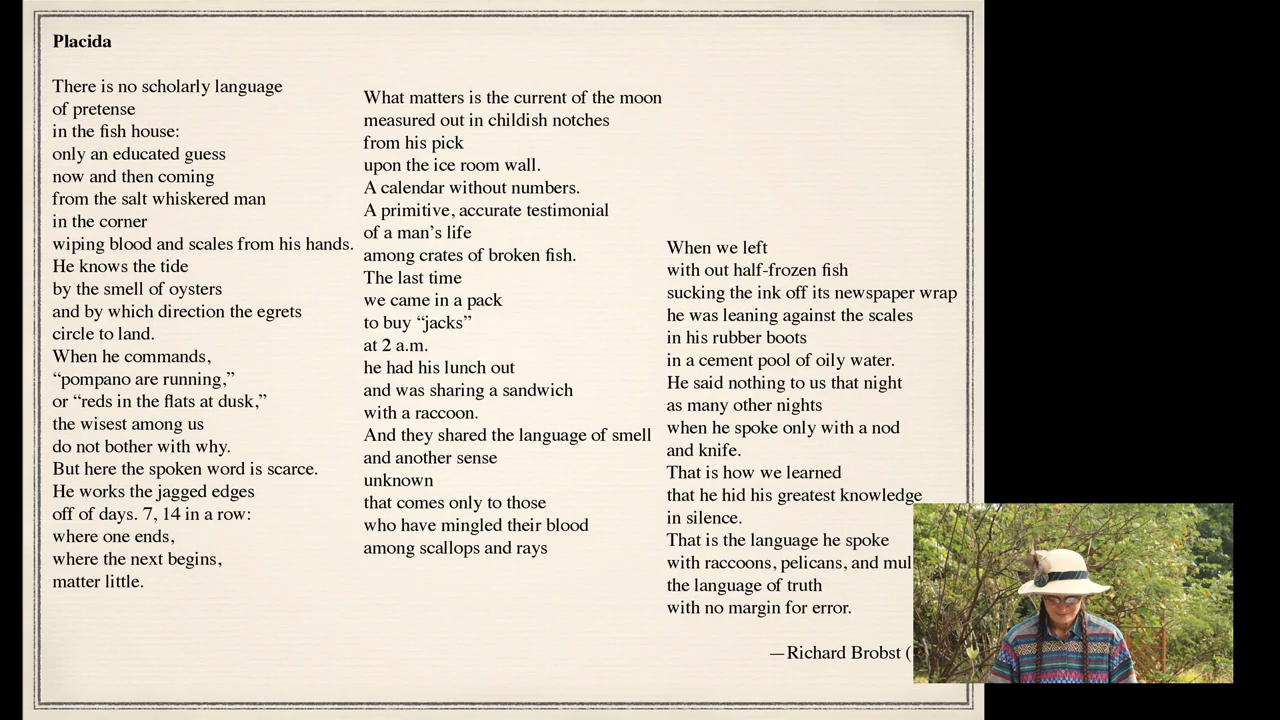 Placida
There is no scholarly language
of pretense
in the fish house:
only an educated guess
now and then coming
from the salt whiskered man
in the corner
wiping blood and scales from his hands.
He knows the tide
by the smell of oysters
and by which direction the egrets
circle to land.
When he commands,
“pompano are running,”
or “reds in the flats at dusk,”
the wisest among us
do not bother with why.
But here the spoken word is scarce.
He works the jagged edges
off of days. 7, 14 in a row:
where one ends,
where the next begins,
matter little.
What matters is the current of the moon
measured out in childish notches
from his pick
upon the ice room wall.
A calendar without numbers.
A primitive, accurate testimonial
of a man’s life
among crates of broken fish.
The last time
we came in a pack
to buy “jacks”
at 2 a.m.
he had his lunch out
and was sharing a sandwich
with a raccoon.
And they shared the language of smell
and another sense
unknown
that comes only to those
who have mingled their blood
among scallops and rays
When we left
with out half-frozen fish
sucking the ink off its newspaper wrap
he was leaning against the scales
in his rubber boots
in a cement pool of oily water.
He said nothing to us that night
as many other nights
when he spoke only with a nod
and knife.
That is how we learned
that he hid his greatest knowledge
in silence.
That is the language he spoke
with raccoons, pelicans, and
the language of truth
with no margin for error.
—Richard Brobst (